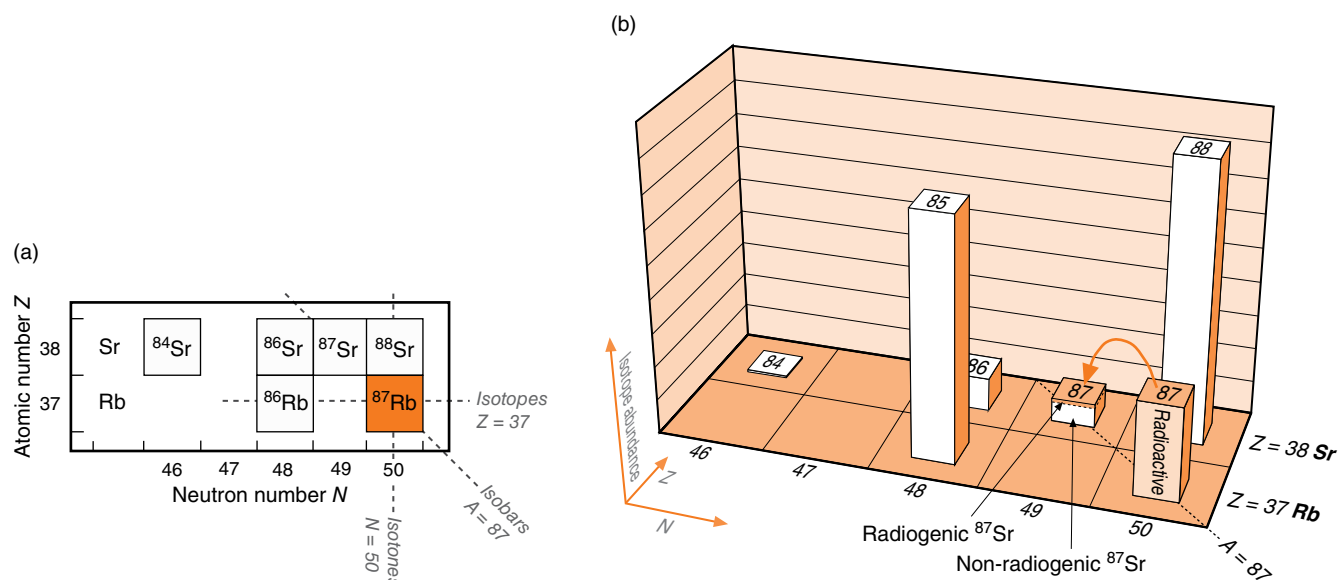 (a)
Atomic number Z
38
37
Sr
⁸⁴Sr
⁸⁶Sr
⁸⁷Sr
⁸⁸Sr
Rb
⁸⁶Rb
⁸⁷Rb
Isotopes
Z = 37
46
47
48
49
50
Neutron number N
Isotones
N = 50
Isobars
A = 87
(b)
84
85
86
87
87
88
Radioactive
Isotope abundance
Z
N
46
47
48
49
50
Z = 38 Sr
Z = 37 Rb
A = 87
Radiogenic ⁸⁷Sr
Non-radiogenic ⁸⁷Sr